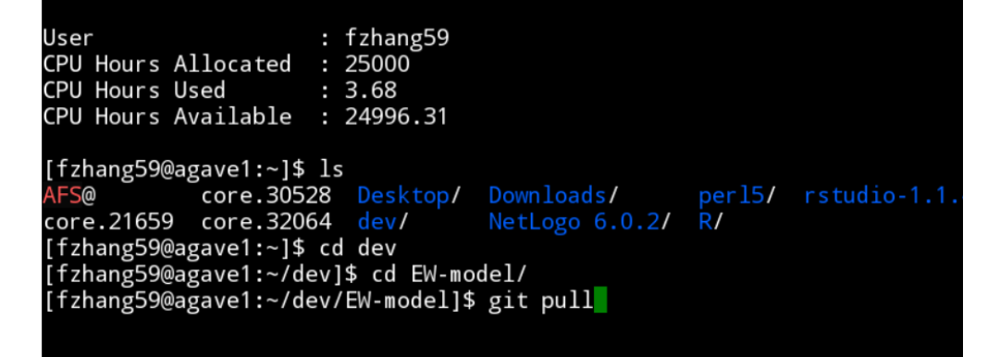 User                  : fzhang59
CPU Hours Allocated   : 25000
CPU Hours Used        : 3.68
CPU Hours Available   : 24996.31
[fzhang59@agave1:~]$ ls
AFS@        core.30528  Desktop/  Downloads/      perl5/  rstudio-1.1.
core.21659  core.32064  dev/      NetLogo 6.0.2/  R/
[fzhang59@agave1:~]$ cd dev
[fzhang59@agave1:~/dev]$ cd EW-model/
[fzhang59@agave1:~/dev/EW-model]$ git pull